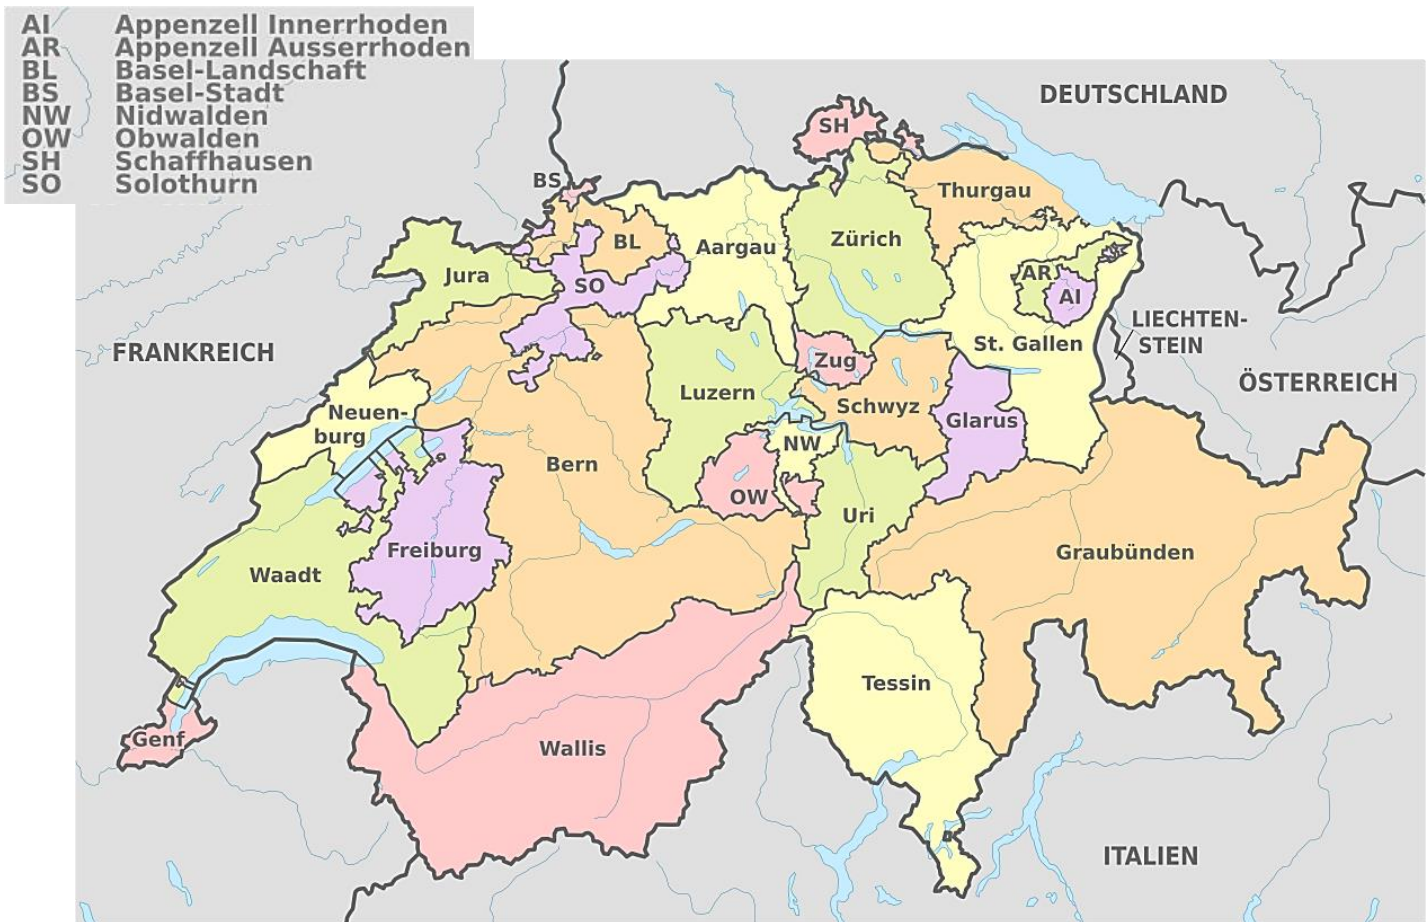 AI Appenzell Innerrhoden
AR Appenzell Ausserrhoden
BL Basel-Landschaft
BS Basel-Stadt
NW Nidwalden
OW Obwalden
SH Schaffhausen
SO Solothurn
DEUTSCHLAND
SH
BS
Thurgau
BL
Aargau
Zürich
Jura
SO
AR
AI
LIECHTEN-
STEIN
FRANKREICH
St. Gallen
Zug
ÖSTERREICH
Luzern
Schwyz
Neuen-
burg
Glarus
NW
Bern
OW
Uri
Freiburg
Graubünden
Waadt
Tessin
Genf
Wallis
ITALIEN